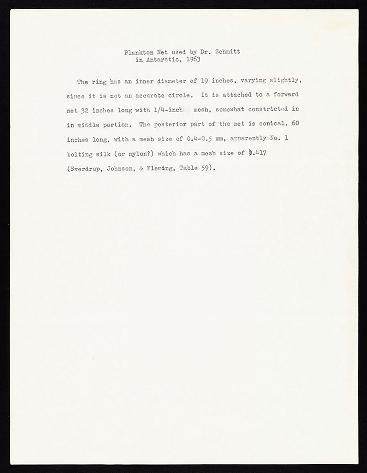 Plankton Net used by Dr. Schmitt
in Antarctic, 1963
The ring has an inner diameter of 19 inches, varying slightly,
since it is not an accurate circle. It is attached to a forward
net 32 inches long with 1/4-inch mesh, somewhat constricted in
in middle portion. The posterior part of the net is conical, 60
inches long, with a mesh size of 0.4-0.5 mm, apparently No. 1
bolting silk (or nylon?) which has a mesh size of 0.417
(Sverdrup, Johnson, & Fleming, Table 59).